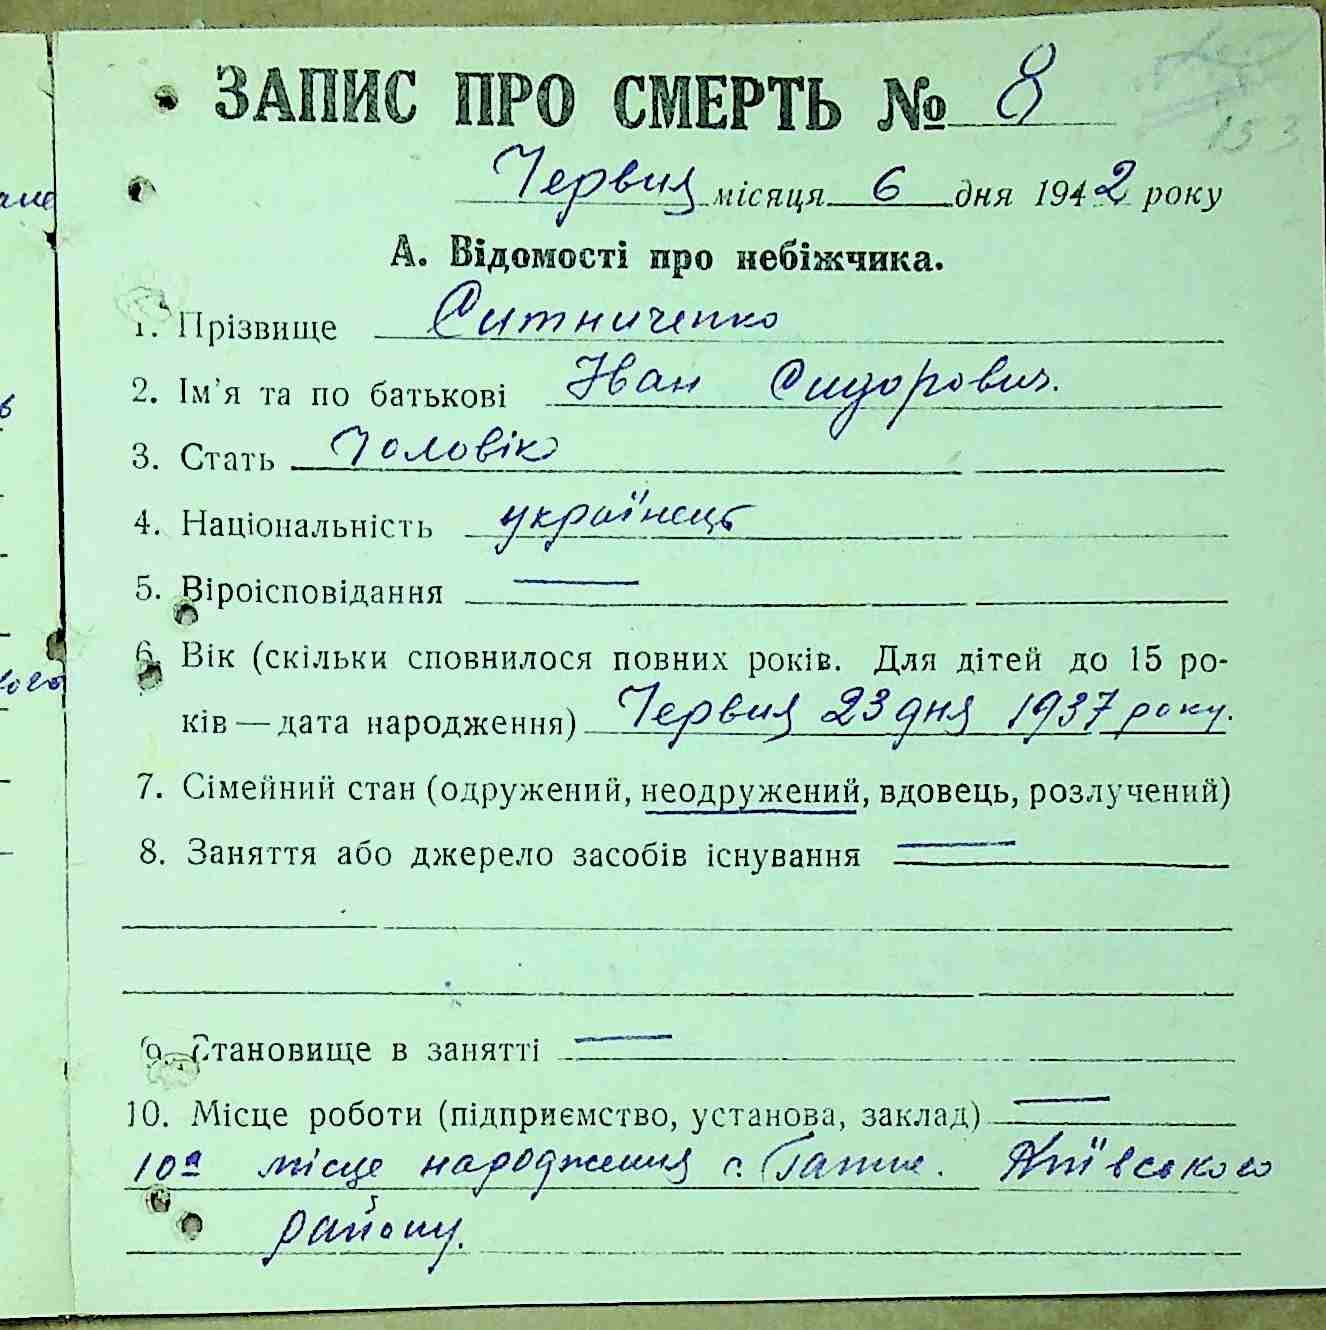 ЗАПИС ПРО СМЕРТЬ № 8
153
Червня місяця 6 дня 1942 року
А. Відомості про небіжчика.
1. Прізвище Ситниченко
2. Ім'я та по батькові Іван Сидорович.
3. Стать Чоловік
4. Національність українець
5. Віроісповідання —
6. Вік (скільки сповнилося повних років. Для дітей до 15 ро-
ків — дата народження) Червня 23 дня 1937 року.
7. Сімейний стан (одружений, неодружений, вдовець, розлучений)
8. Заняття або джерело засобів існування —
9. Становище в занятті —
10. Місце роботи (підприємство, установа, заклад) —
10а місце народження с. Гатне. Київського
району.